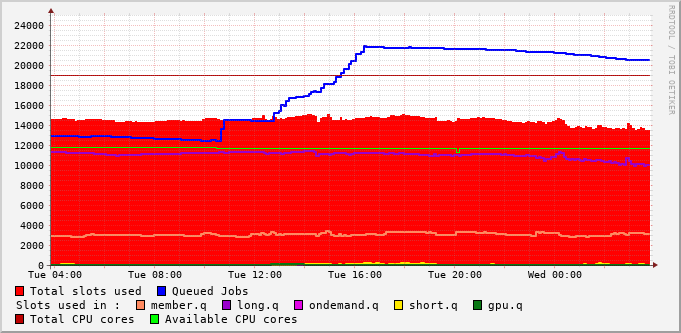 24000
22000
20000
18000
16000
14000
12000
10000
8000
6000
4000
2000
0
Tue 04:00 Tue 08:00 Tue 12:00 Tue 16:00 Tue 20:00 Wed 00:00
RRDTOOL / TOBI OETIKER
Total slots used Queued Jobs
Slots used in : member.q long.q ondemand.q short.q gpu.q
Total CPU cores Available CPU cores